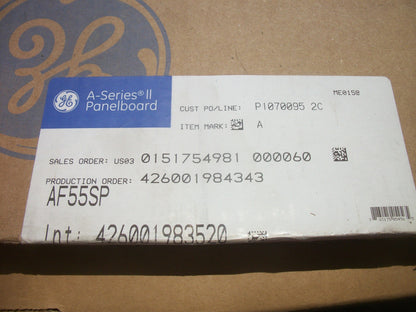 A-Series® II
Panelboard
ME0150
CUST PO/LINE: P1070095 2C
ITEM MARK: A
SALES ORDER: US03 0151754981 000060
PRODUCTION ORDER: 426001984343
AF55SP
Int: 426001983520